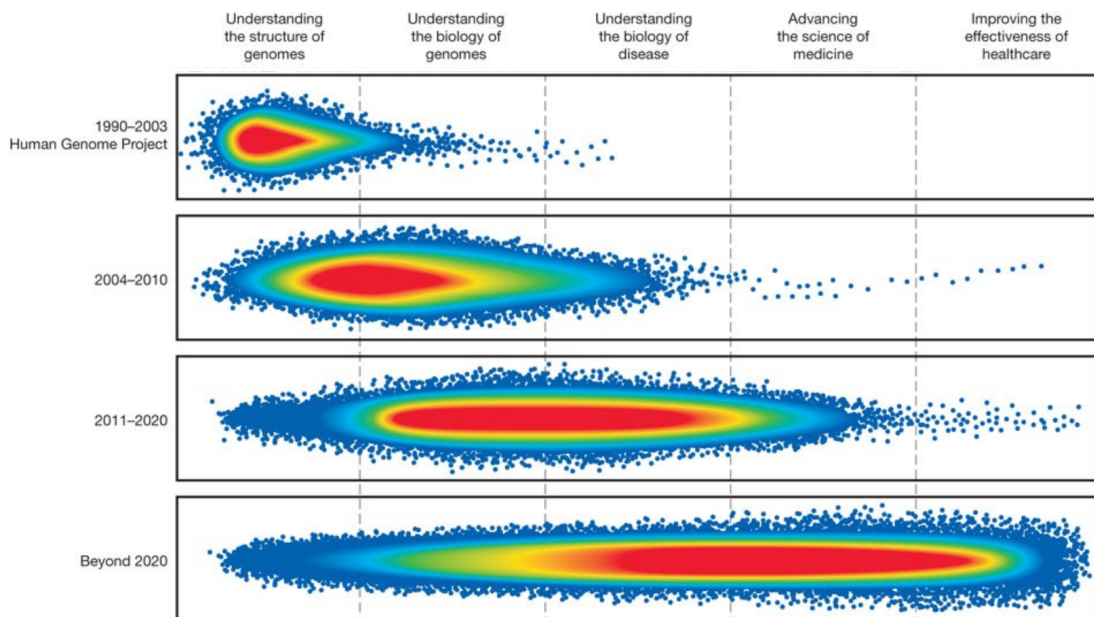 Understanding
the structure of
genomes
Understanding
the biology of
genomes
Understanding
the biology of
disease
Advancing
the science of
medicine
Improving the
effectiveness of
healthcare
1990–2003
Human Genome Project
2004–2010
2011–2020
Beyond 2020